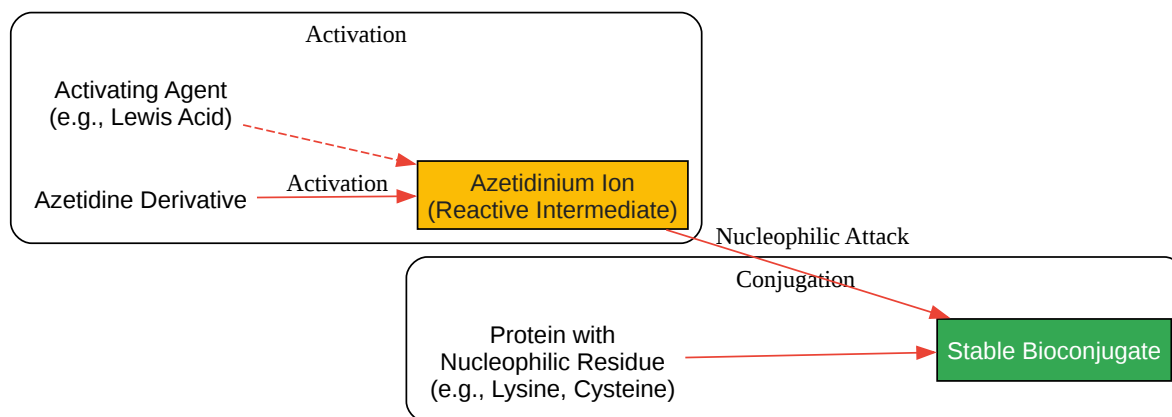 Activation
Activating Agent
(e.g., Lewis Acid)
Azetidine Derivative
Activation
Azetidinium Ion
(Reactive Intermediate)
Nucleophilic Attack
Conjugation
Protein with
Nucleophilic Residue
(e.g., Lysine, Cysteine)
Stable Bioconjugate